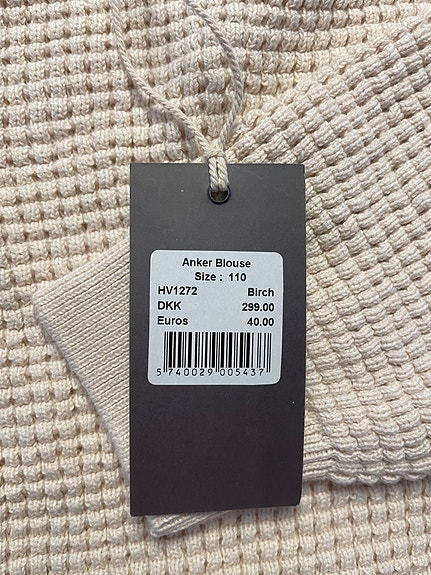 Anker Blouse
Size : 110
HV1272 Birch
DKK 299.00
Euros 40.00
5 740029 005437